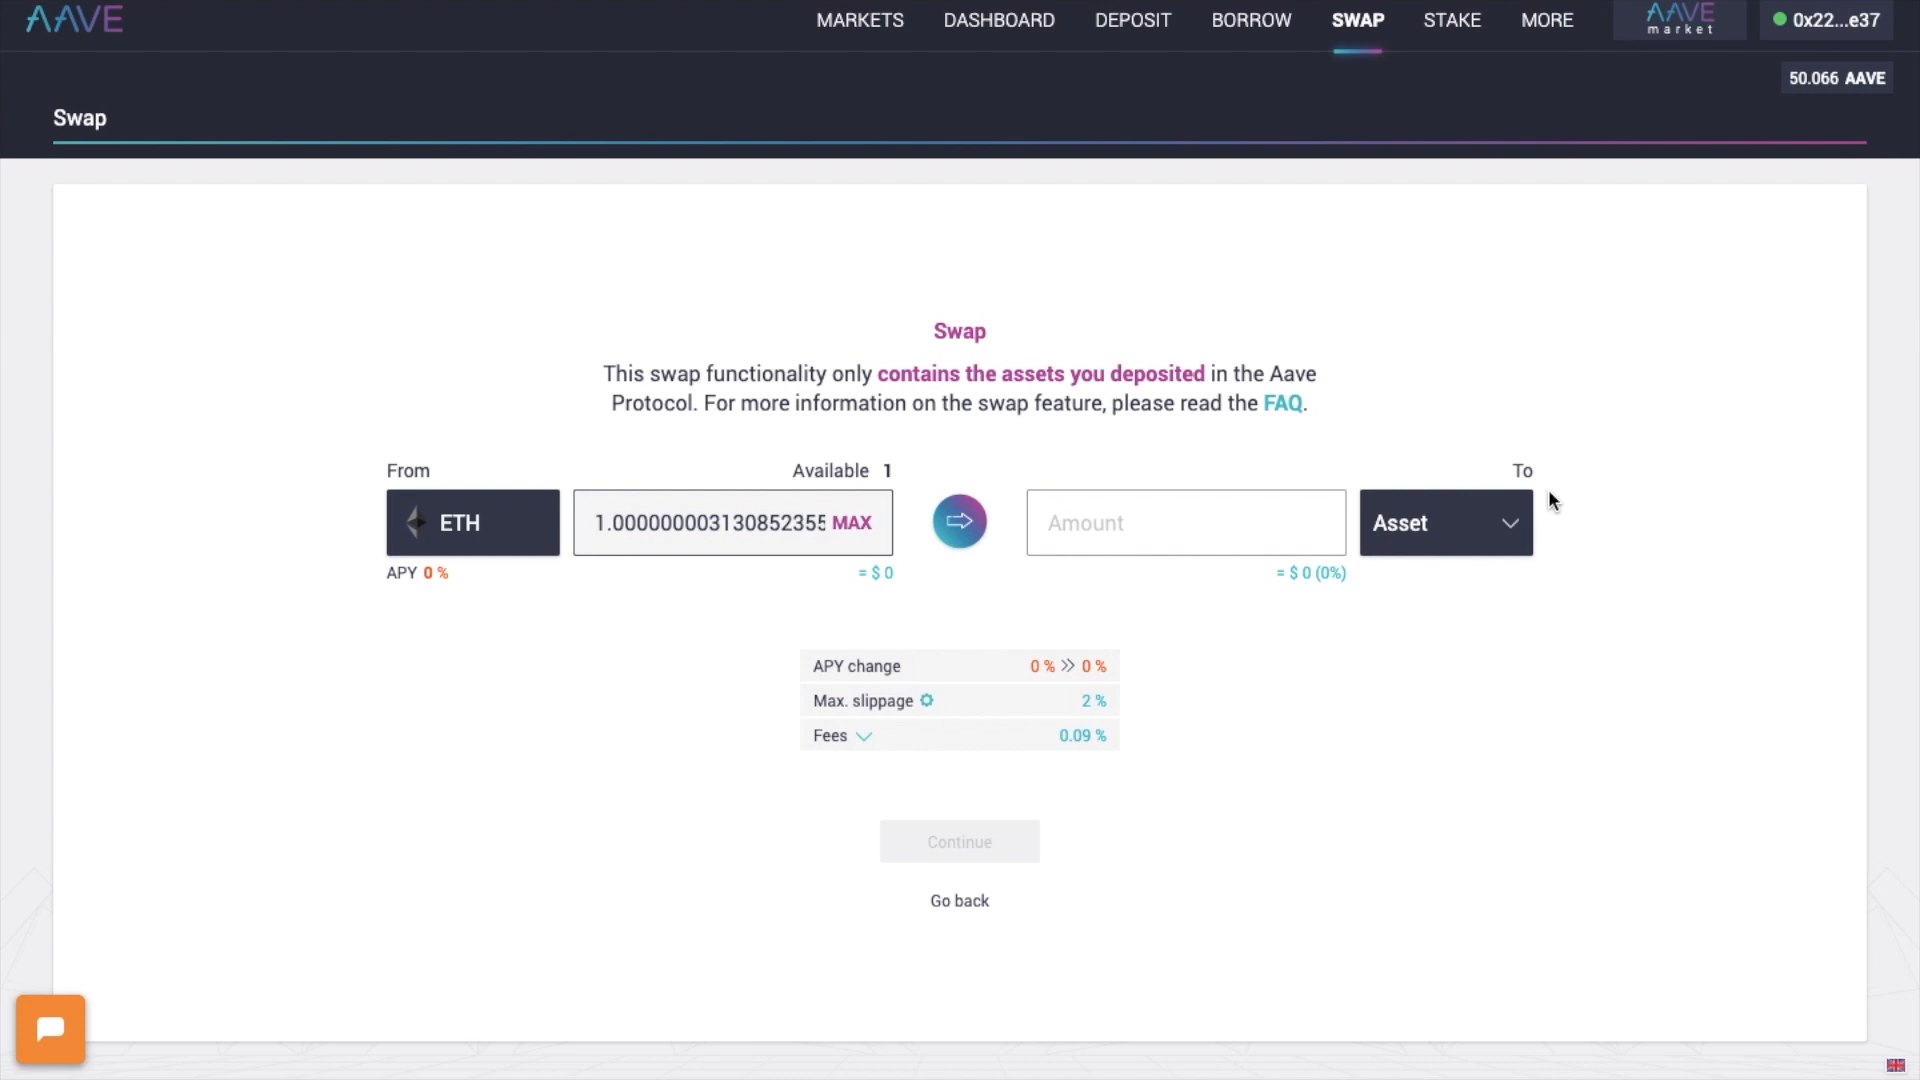 AAVE
MARKETS
DASHBOARD
DEPOSIT
BORROW
SWAP
STAKE
MORE
AAVE
market
0x22...e37
50.066 AAVE
Swap
Swap
This swap functionality only contains the assets you deposited in the Aave
Protocol. For more information on the swap feature, please read the FAQ.
From
Available 1
To
ETH
1.000000003130852355 MAX
Amount
Asset
APY 0 %
= $ 0
= $ 0 (0%)
APY change 0 % >> 0 %
Max. slippage 2 %
Fees 0.09 %
Continue
Go back